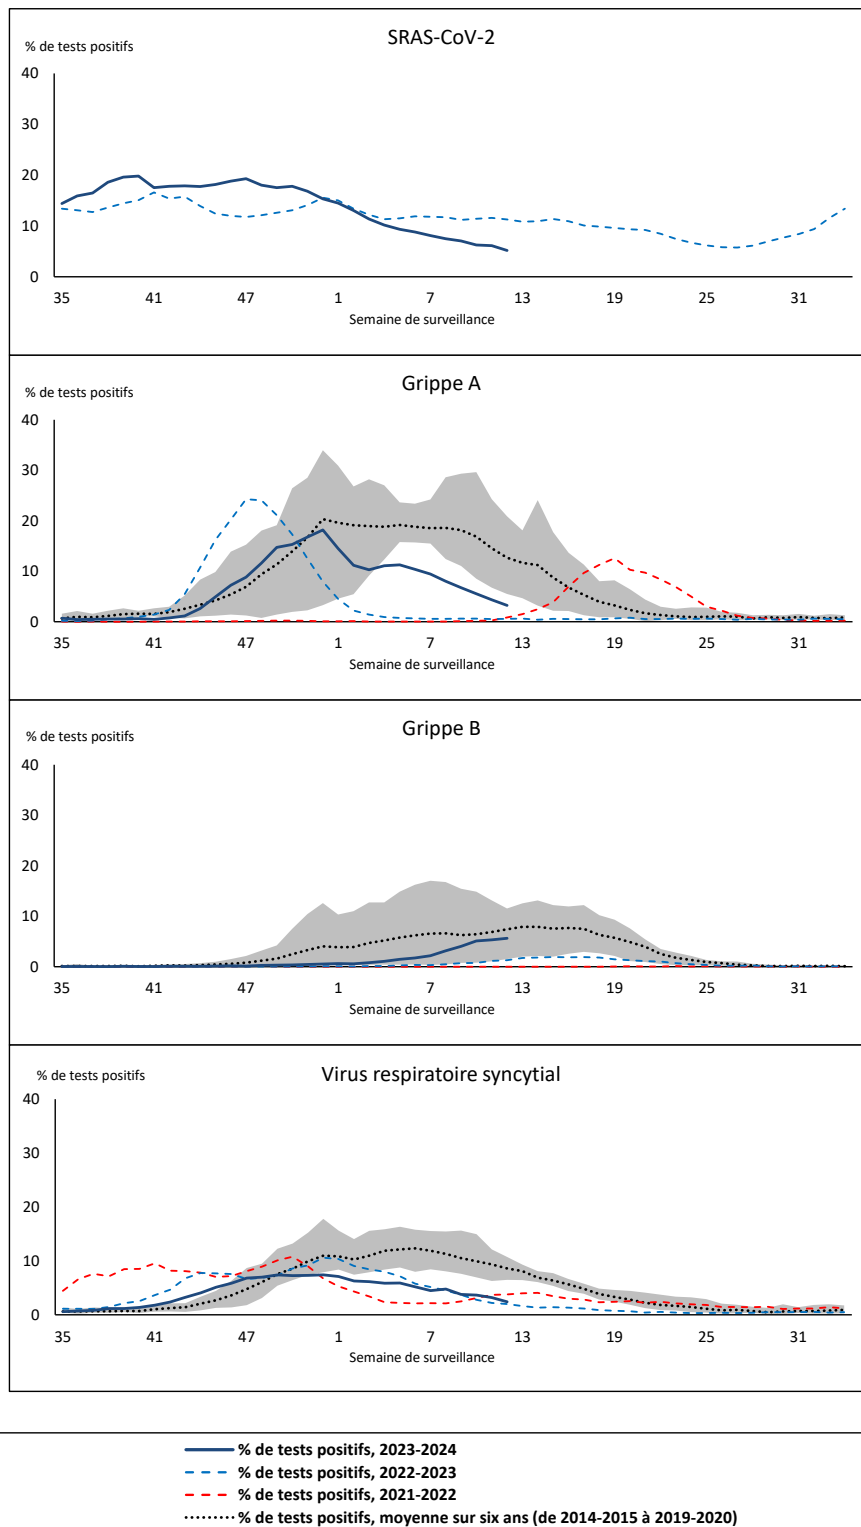 SRAS-CoV-2
% de tests positifs
40
30
20
10
0
35 41 47 1 7 13 19 25 31
Semaine de surveillance
Grippe A
% de tests positifs
40
30
20
10
0
35 41 47 1 7 13 19 25 31
Semaine de surveillance
Grippe B
% de tests positifs
40
30
20
10
0
35 41 47 1 7 13 19 25 31
Semaine de surveillance
Virus respiratoire syncytial
% de tests positifs
40
30
20
10
0
35 41 47 1 7 13 19 25 31
Semaine de surveillance
% de tests positifs, 2023-2024
% de tests positifs, 2022-2023
% de tests positifs, 2021-2022
% de tests positifs, moyenne sur six ans (de 2014-2015 à 2019-2020)